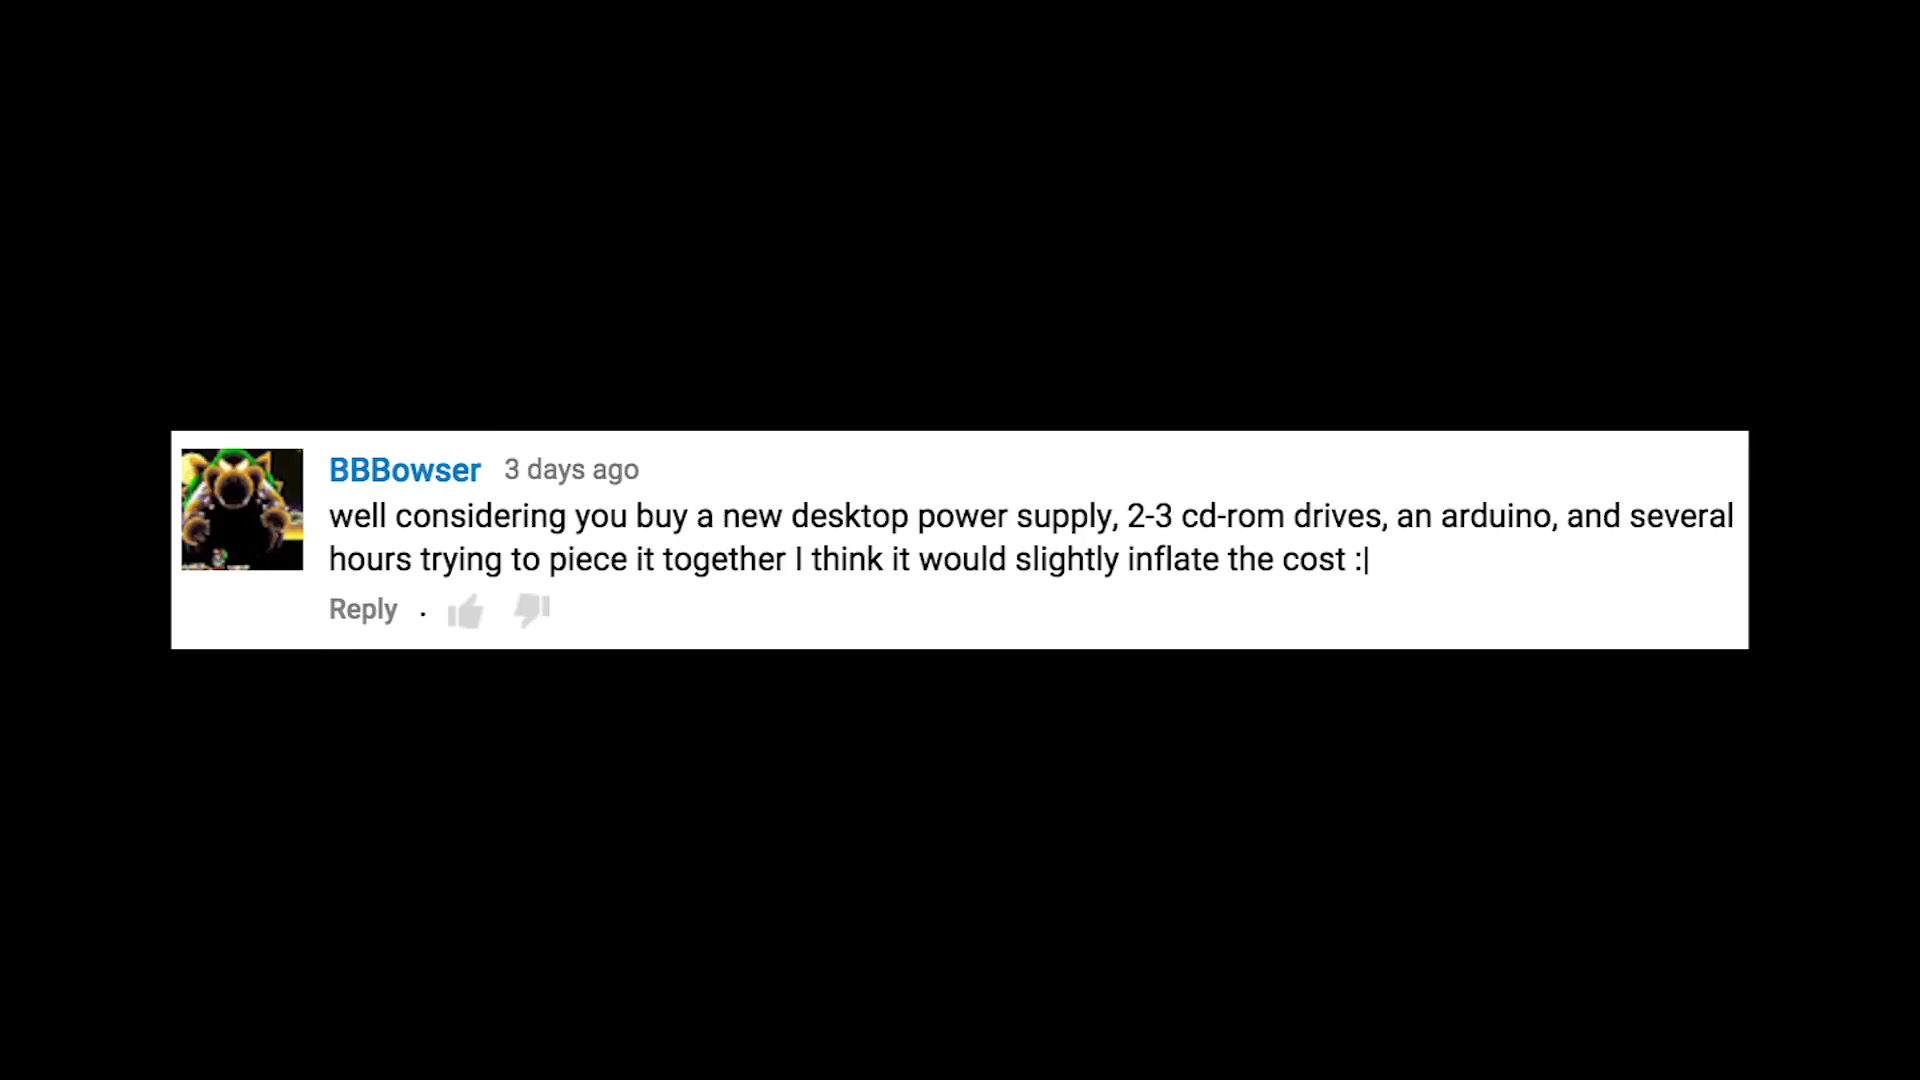 BBBowser 3 days ago
well considering you buy a new desktop power supply, 2-3 cd-rom drives, an arduino, and several
hours trying to piece it together I think it would slightly inflate the cost :|
Reply .